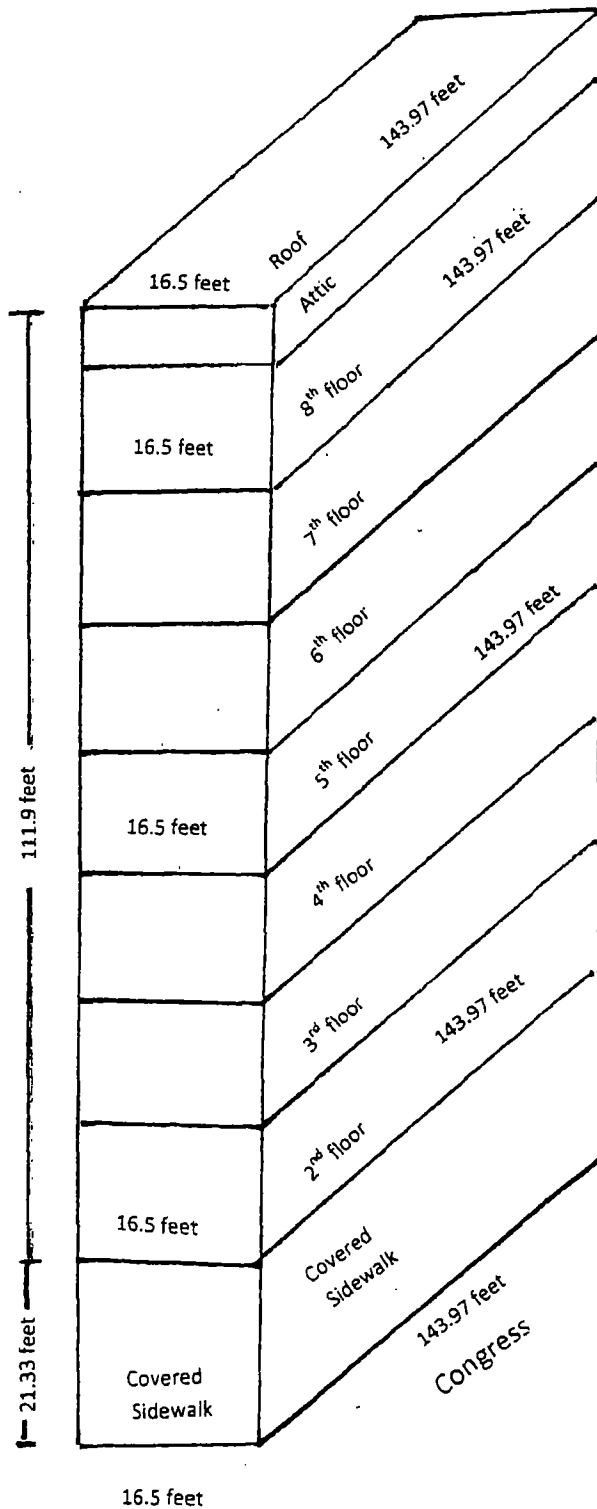 143.97 feet
Roof
16.5 feet
Attic
143.97 feet
8th floor
16.5 feet
7th floor
6th floor
143.97 feet
5th floor
111.9 feet
16.5 feet
4th floor
3rd floor
143.97 feet
2nd floor
16.5 feet
Covered
Sidewalk
143.97 feet
Congress
21.33 feet
Covered
Sidewalk
16.5 feet